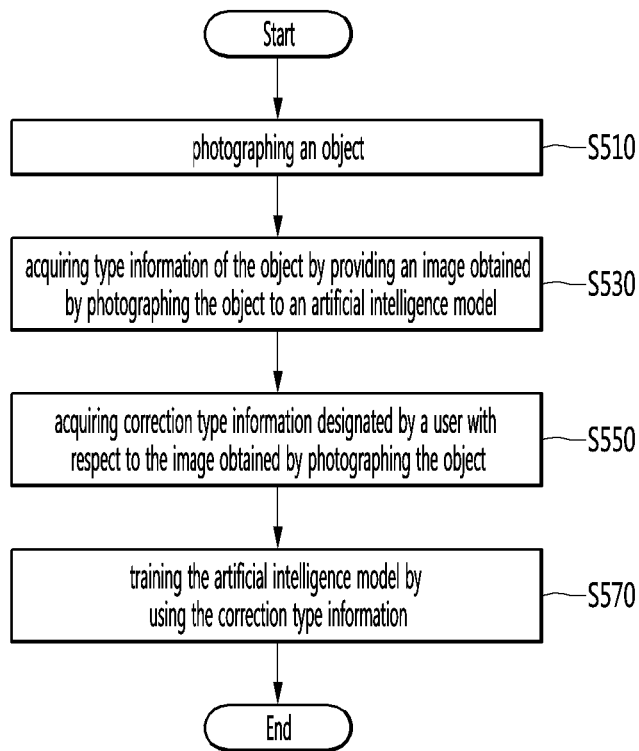 Start
photographing an object
S510
acquiring type information of the object by providing an image obtained
by photographing the object to an artificial intelligence model
S530
acquiring correction type information designated by a user with
respect to the image obtained by photographing the object
S550
training the artificial intelligence model by
using the correction type information
S570
End